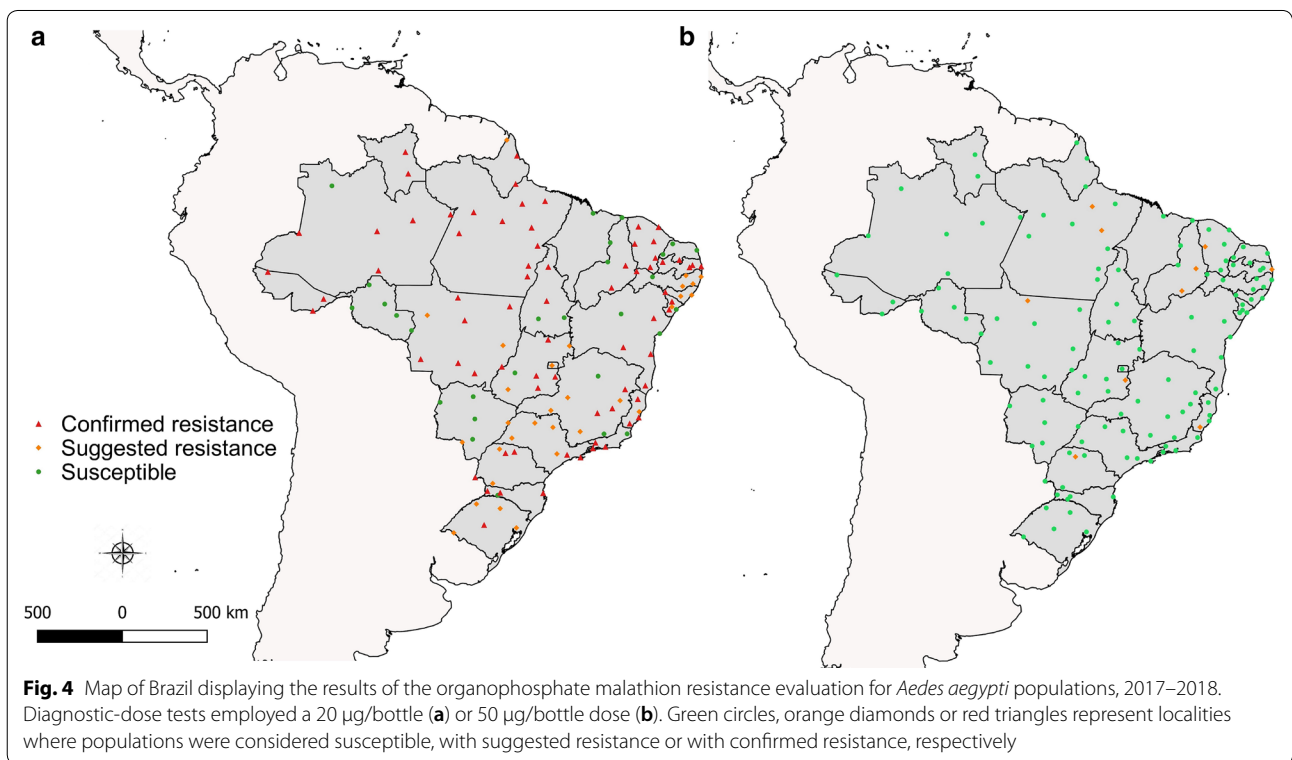 a
b
Confirmed resistance
Suggested resistance
Susceptible
500 0 500 km
Fig. 4 Map of Brazil displaying the results of the organophosphate malathion resistance evaluation for Aedes aegypti populations, 2017–2018.
Diagnostic-dose tests employed a 20 µg/bottle (a) or 50 µg/bottle dose (b). Green circles, orange diamonds or red triangles represent localities
where populations were considered susceptible, with suggested resistance or with confirmed resistance, respectively